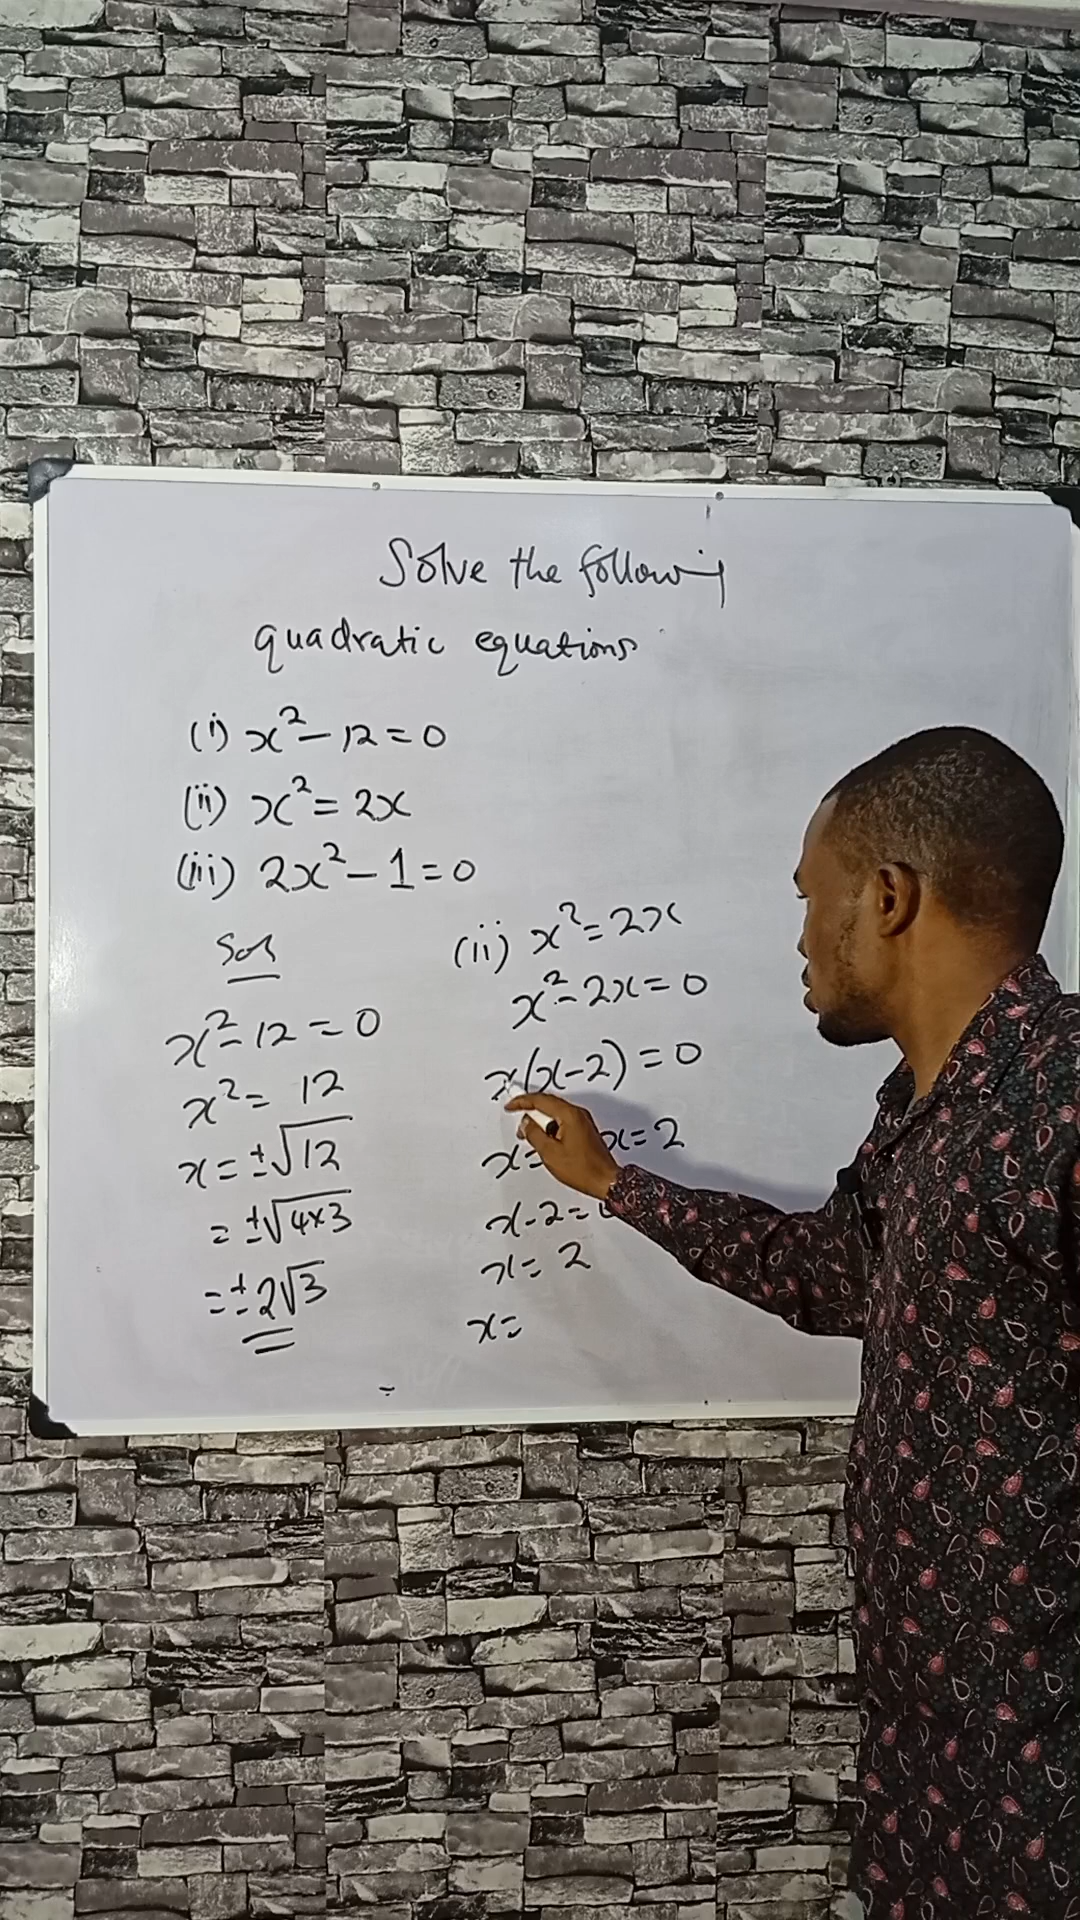 Solve the following
quadratic equations
(i) x² - 12 = 0
(ii) x² = 2x
(iii) 2x² - 1 = 0
Sol
x² - 12 = 0
x² = 12
x = ±√12
= ±√4×3
= ±2√3
(ii) x² = 2x
x² - 2x = 0
x(x-2) = 0
x= x=2
x-2=
x= 2
x=